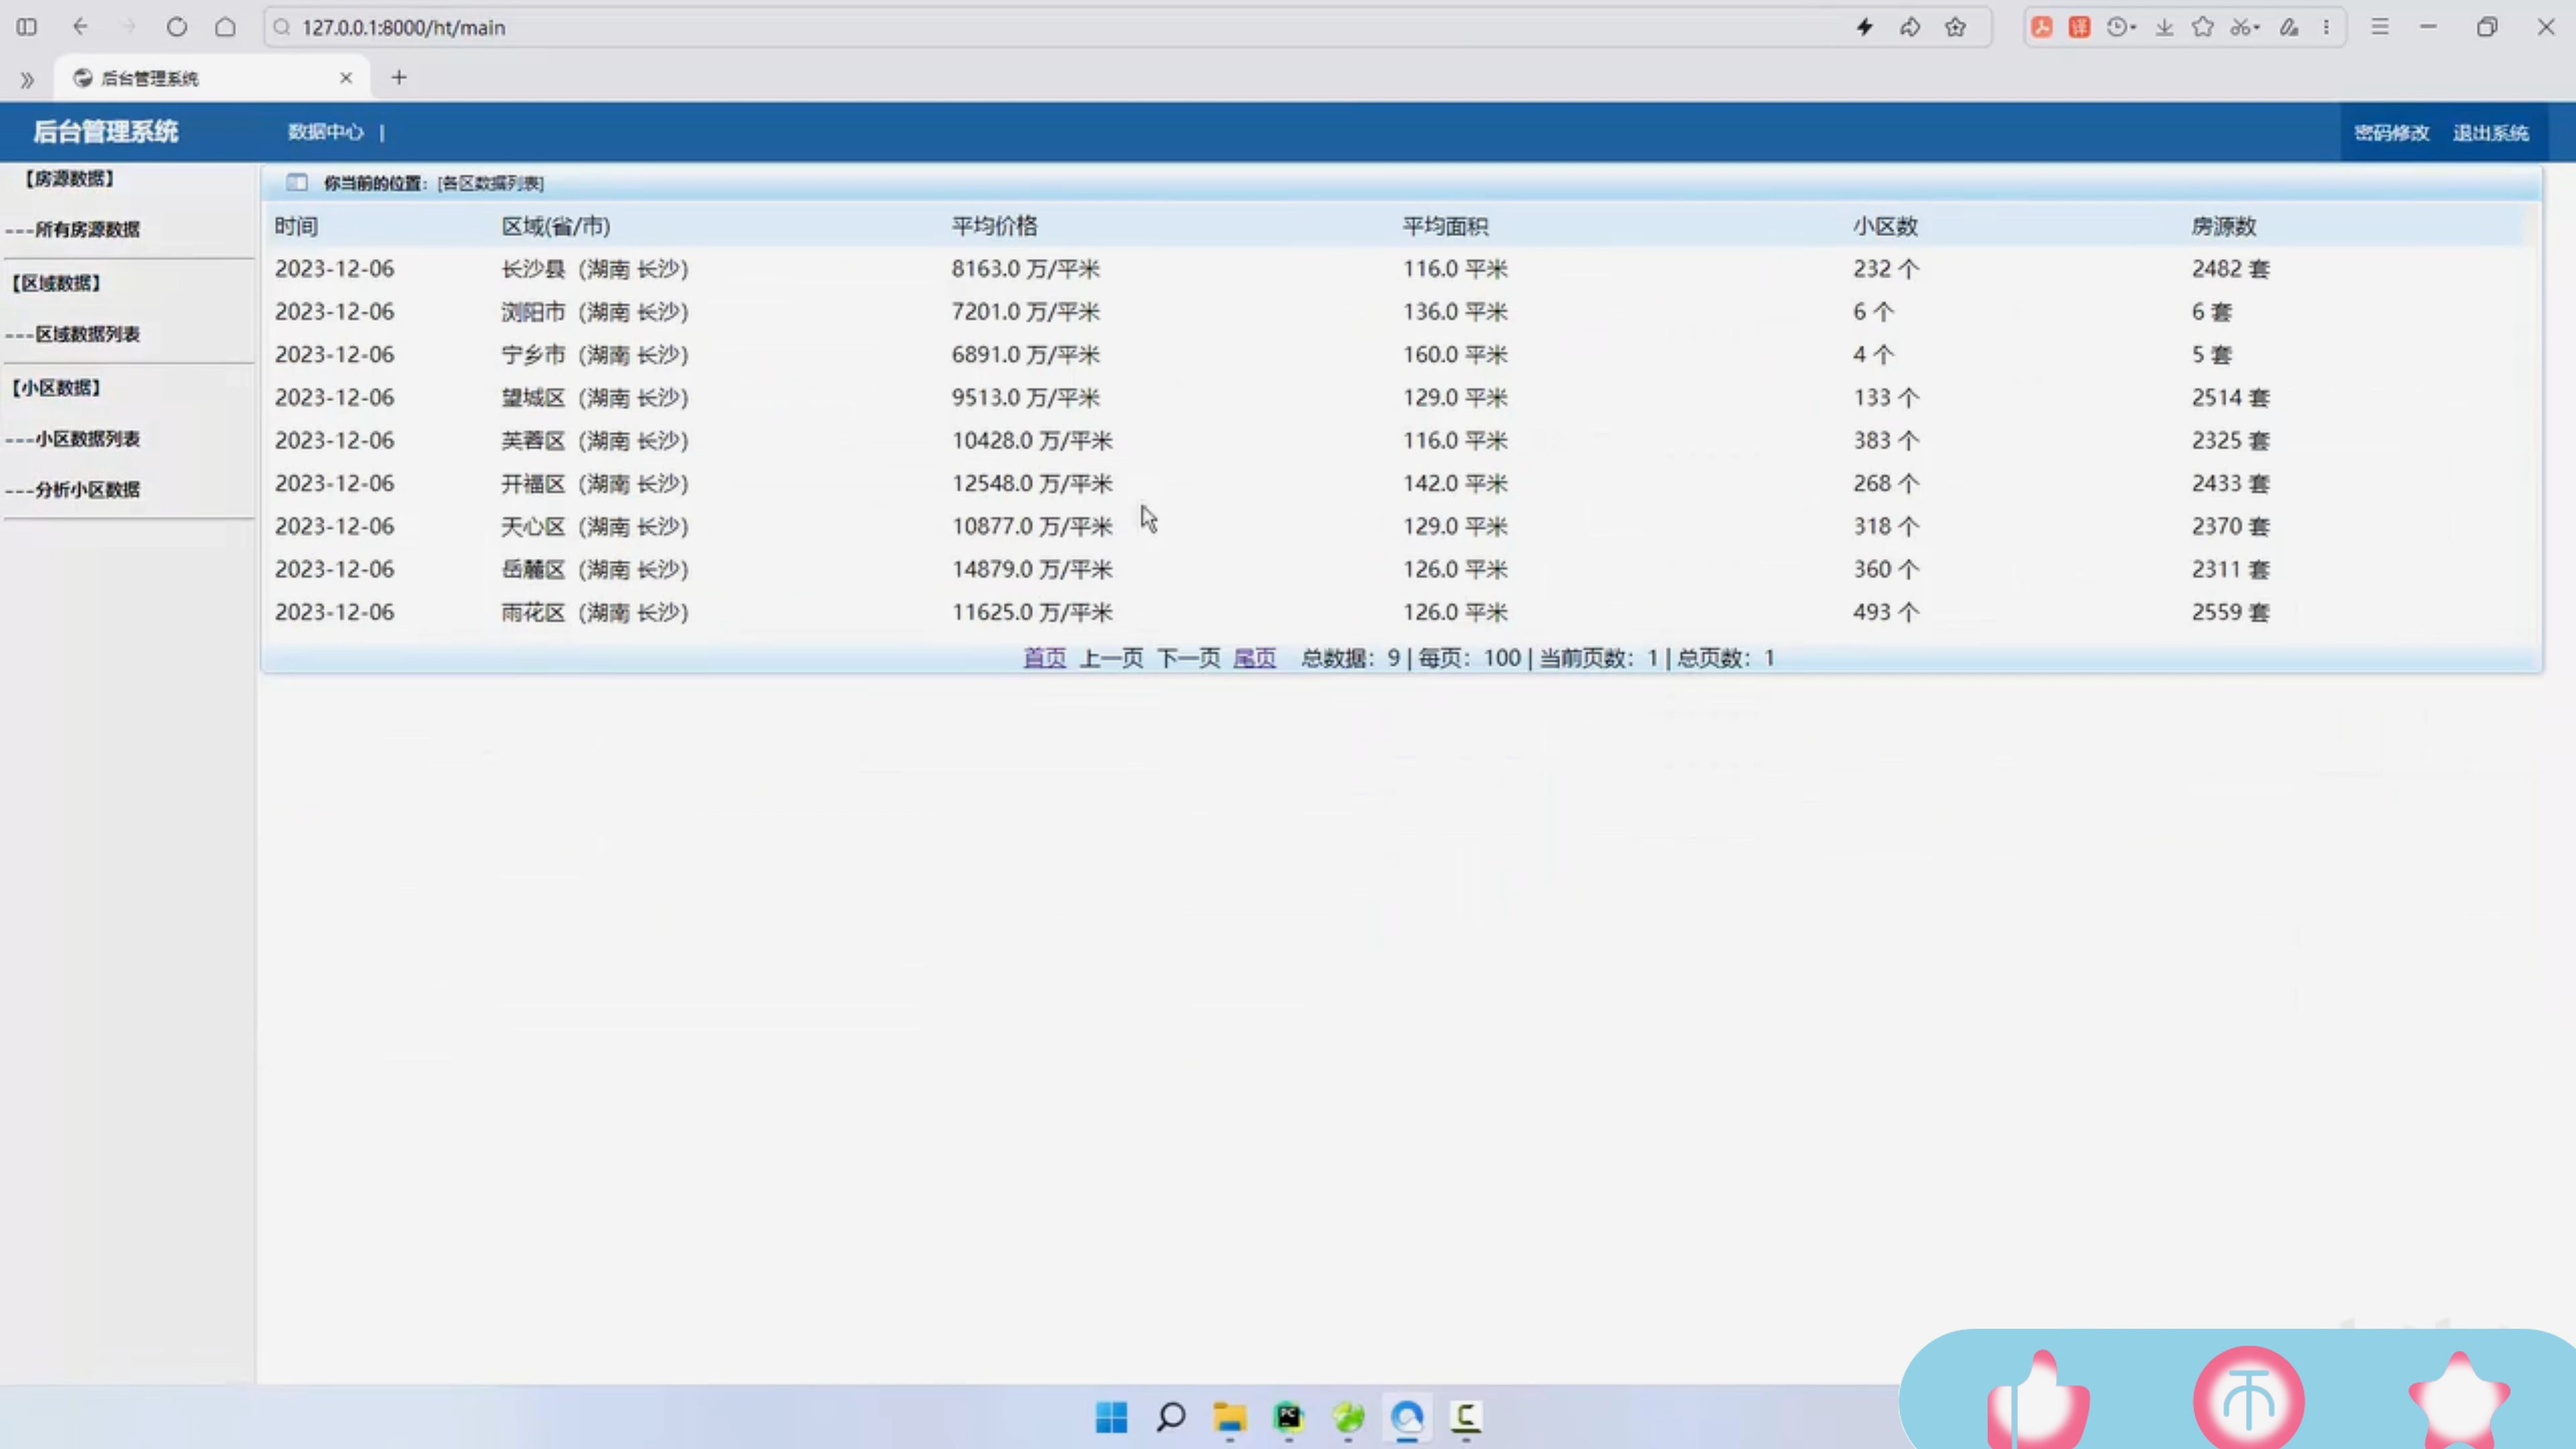 127.0.0.1:8000/ht/main
后台管理系统
后台管理系统 数据中心 | 密码修改 退出系统
【房源数据】
---所有房源数据
【区域数据】
---区域数据列表
【小区数据】
---小区数据列表
---分析小区数据
你当前的位置：[各区数据列表]
时间 区域(省/市) 平均价格 平均面积 小区数 房源数
2023-12-06 长沙县（湖南 长沙） 8163.0 万/平米 116.0 平米 232 个 2482 套
2023-12-06 浏阳市（湖南 长沙） 7201.0 万/平米 136.0 平米 6 个 6 套
2023-12-06 宁乡市（湖南 长沙） 6891.0 万/平米 160.0 平米 4 个 5 套
2023-12-06 望城区（湖南 长沙） 9513.0 万/平米 129.0 平米 133 个 2514 套
2023-12-06 芙蓉区（湖南 长沙） 10428.0 万/平米 116.0 平米 383 个 2325 套
2023-12-06 开福区（湖南 长沙） 12548.0 万/平米 142.0 平米 268 个 2433 套
2023-12-06 天心区（湖南 长沙） 10877.0 万/平米 129.0 平米 318 个 2370 套
2023-12-06 岳麓区（湖南 长沙） 14879.0 万/平米 126.0 平米 360 个 2311 套
2023-12-06 雨花区（湖南 长沙） 11625.0 万/平米 126.0 平米 493 个 2559 套
首页 上一页 下一页 尾页 总数据：9 | 每页：100 | 当前页数：1 | 总页数：1